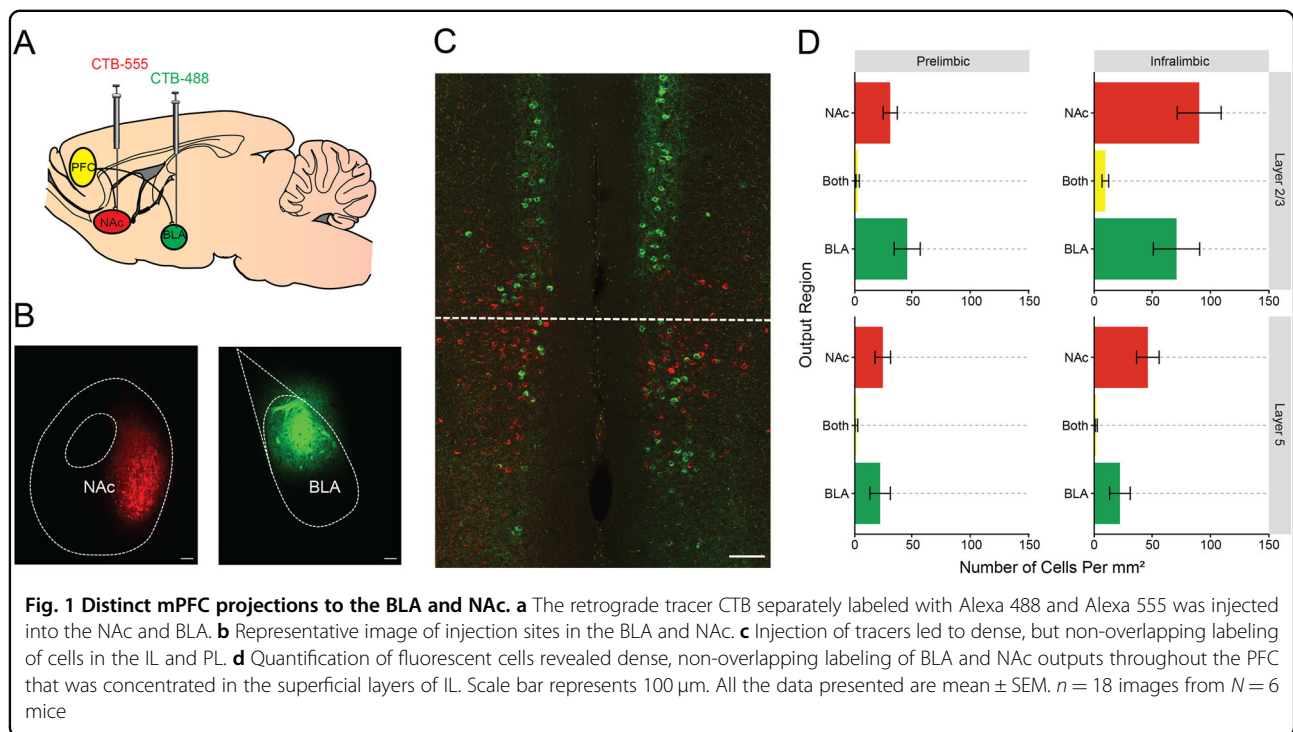 A
CTB-555
CTB-488
PFC
NAc
BLA
B
NAc
BLA
C
D
Prelimbic
Infralimbic
NAc
Both
BLA
0 50 100 150
0 50 100 150
Layer 2/3
NAc
Both
BLA
0 50 100 150
0 50 100 150
Layer 5
Output Region
Number of Cells Per mm²
Fig. 1 Distinct mPFC projections to the BLA and NAc. a The retrograde tracer CTB separately labeled with Alexa 488 and Alexa 555 was injected
into the NAc and BLA. b Representative image of injection sites in the BLA and NAc. c Injection of tracers led to dense, but non-overlapping labeling
of cells in the IL and PL. d Quantification of fluorescent cells revealed dense, non-overlapping labeling of BLA and NAc outputs throughout the PFC
that was concentrated in the superficial layers of IL. Scale bar represents 100 μm. All the data presented are mean ± SEM. n = 18 images from N = 6
mice